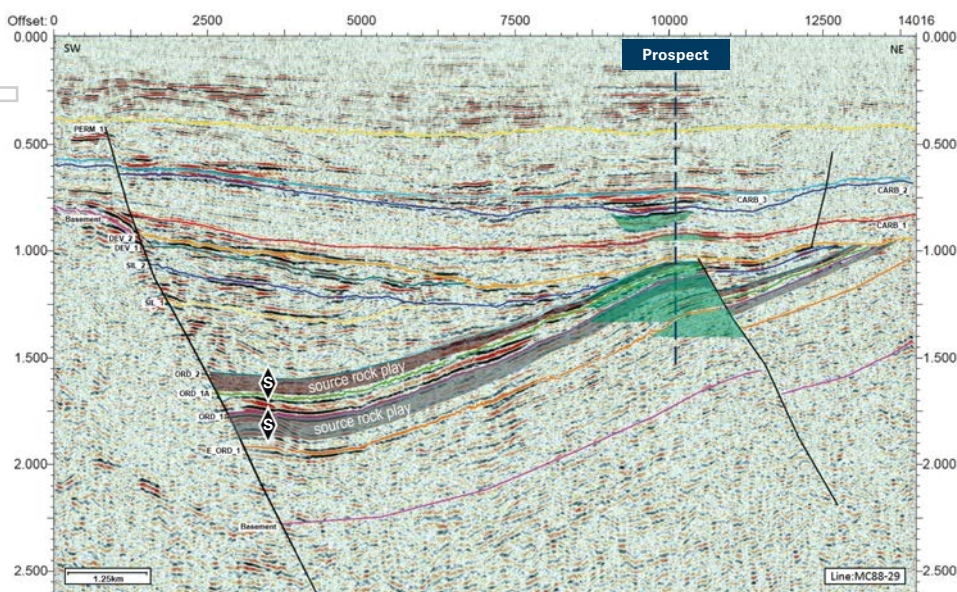 Offset: 0 2500 5000 7500 10000 12500 14016
0.000 0.000
SW NE
Prospect
PERM_1
0.500 0.500
CARB_2
CARB_3
Basement
CARB_1
DEV_2
DEV_1
1.000 1.000
SIL_2
SIL_1
1.500 1.500
ORD_2
S source rock play
ORD_1A
ORD_1
S source rock play
E_ORD_1
2.000 2.000
Basement
2.500 2.500
1.25km
Line:MC88-29